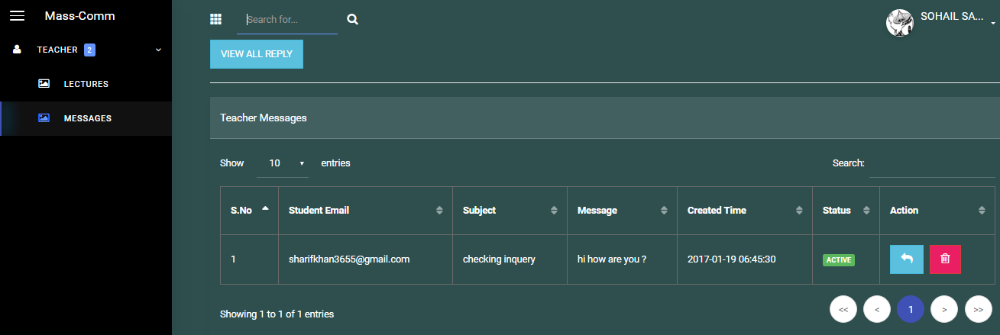 Mass-Comm
Search for...
SOHAIL SA...
TEACHER 2
LECTURES
MESSAGES
VIEW ALL REPLY
Teacher Messages
Show 10 entries
Search:
S.No Student Email Subject Message Created Time Status Action
1 sharifkhan3655@gmail.com checking inquery hi how are you ? 2017-01-19 06:45:30 ACTIVE
Showing 1 to 1 of 1 entries
<< < 1 > >>